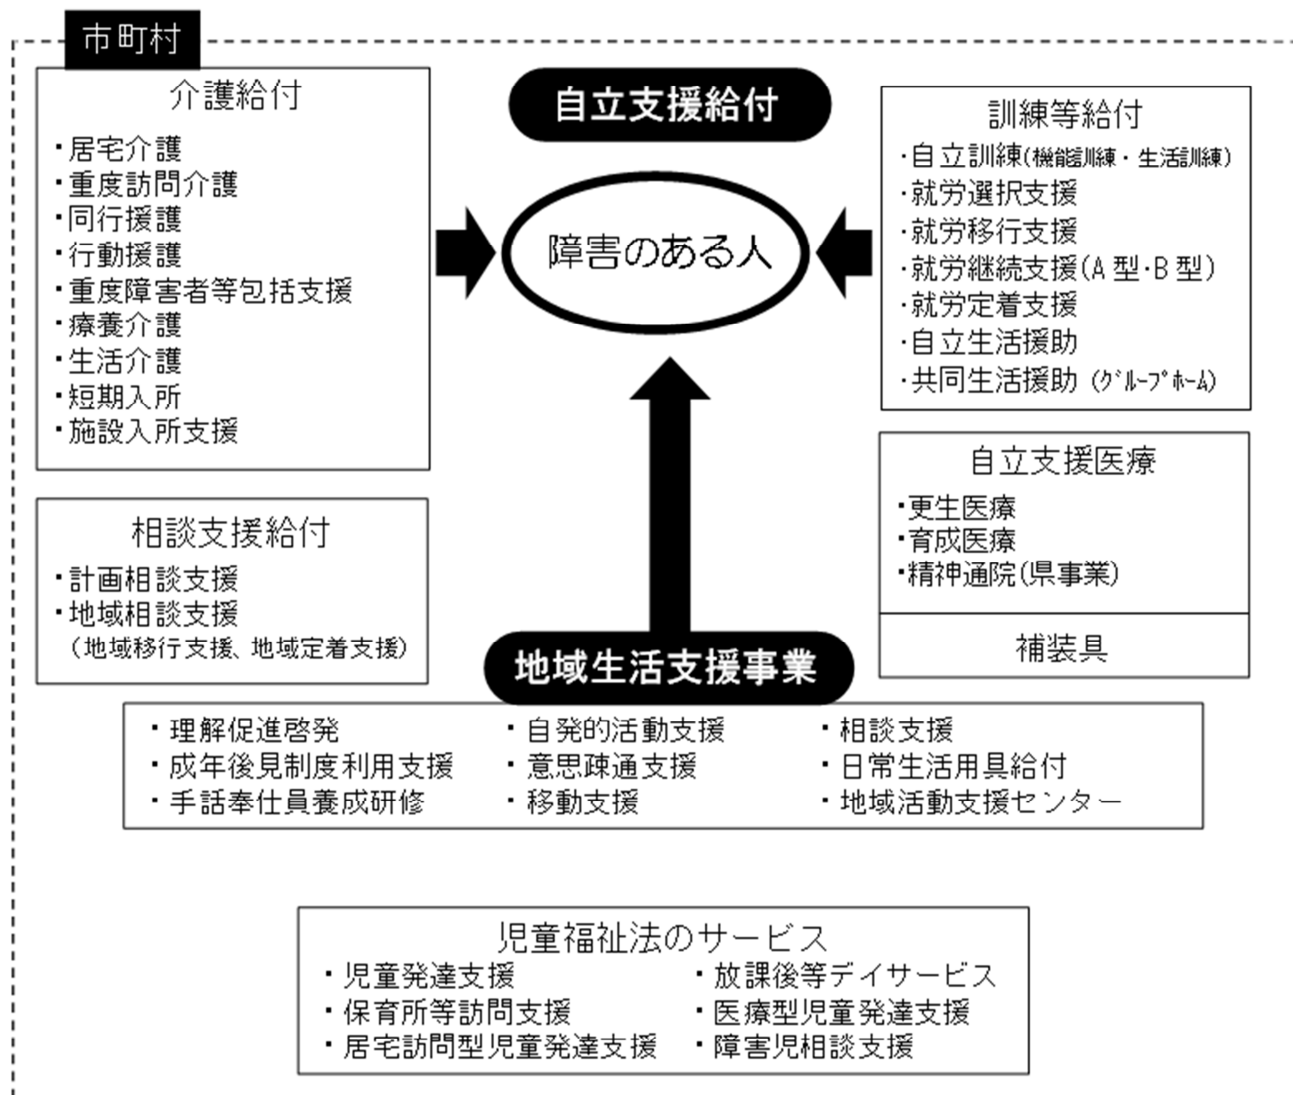 市町村
介護給付
・居宅介護
・重度訪問介護
・同行援護
・行動援護
・重度障害者等包括支援
・療養介護
・生活介護
・短期入所
・施設入所支援
相談支援給付
・計画相談支援
・地域相談支援
(地域移行支援、地域定着支援)
自立支援給付
障害のある人
訓練等給付
・自立訓練(機能訓練・生活訓練)
・就労選択支援
・就労移行支援
・就労継続支援(A型・B型)
・就労定着支援
・自立生活援助
・共同生活援助(ｸﾞﾙｰﾌﾟﾎｰﾑ)
自立支援医療
・更生医療
・育成医療
・精神通院(県事業)
補装具
地域生活支援事業
・理解促進啓発
・成年後見制度利用支援
・手話奉仕員養成研修
・自発的活動支援
・意思疎通支援
・移動支援
・相談支援
・日常生活用具給付
・地域活動支援センター
児童福祉法のサービス
・児童発達支援
・保育所等訪問支援
・居宅訪問型児童発達支援
・放課後等デイサービス
・医療型児童発達支援
・障害児相談支援